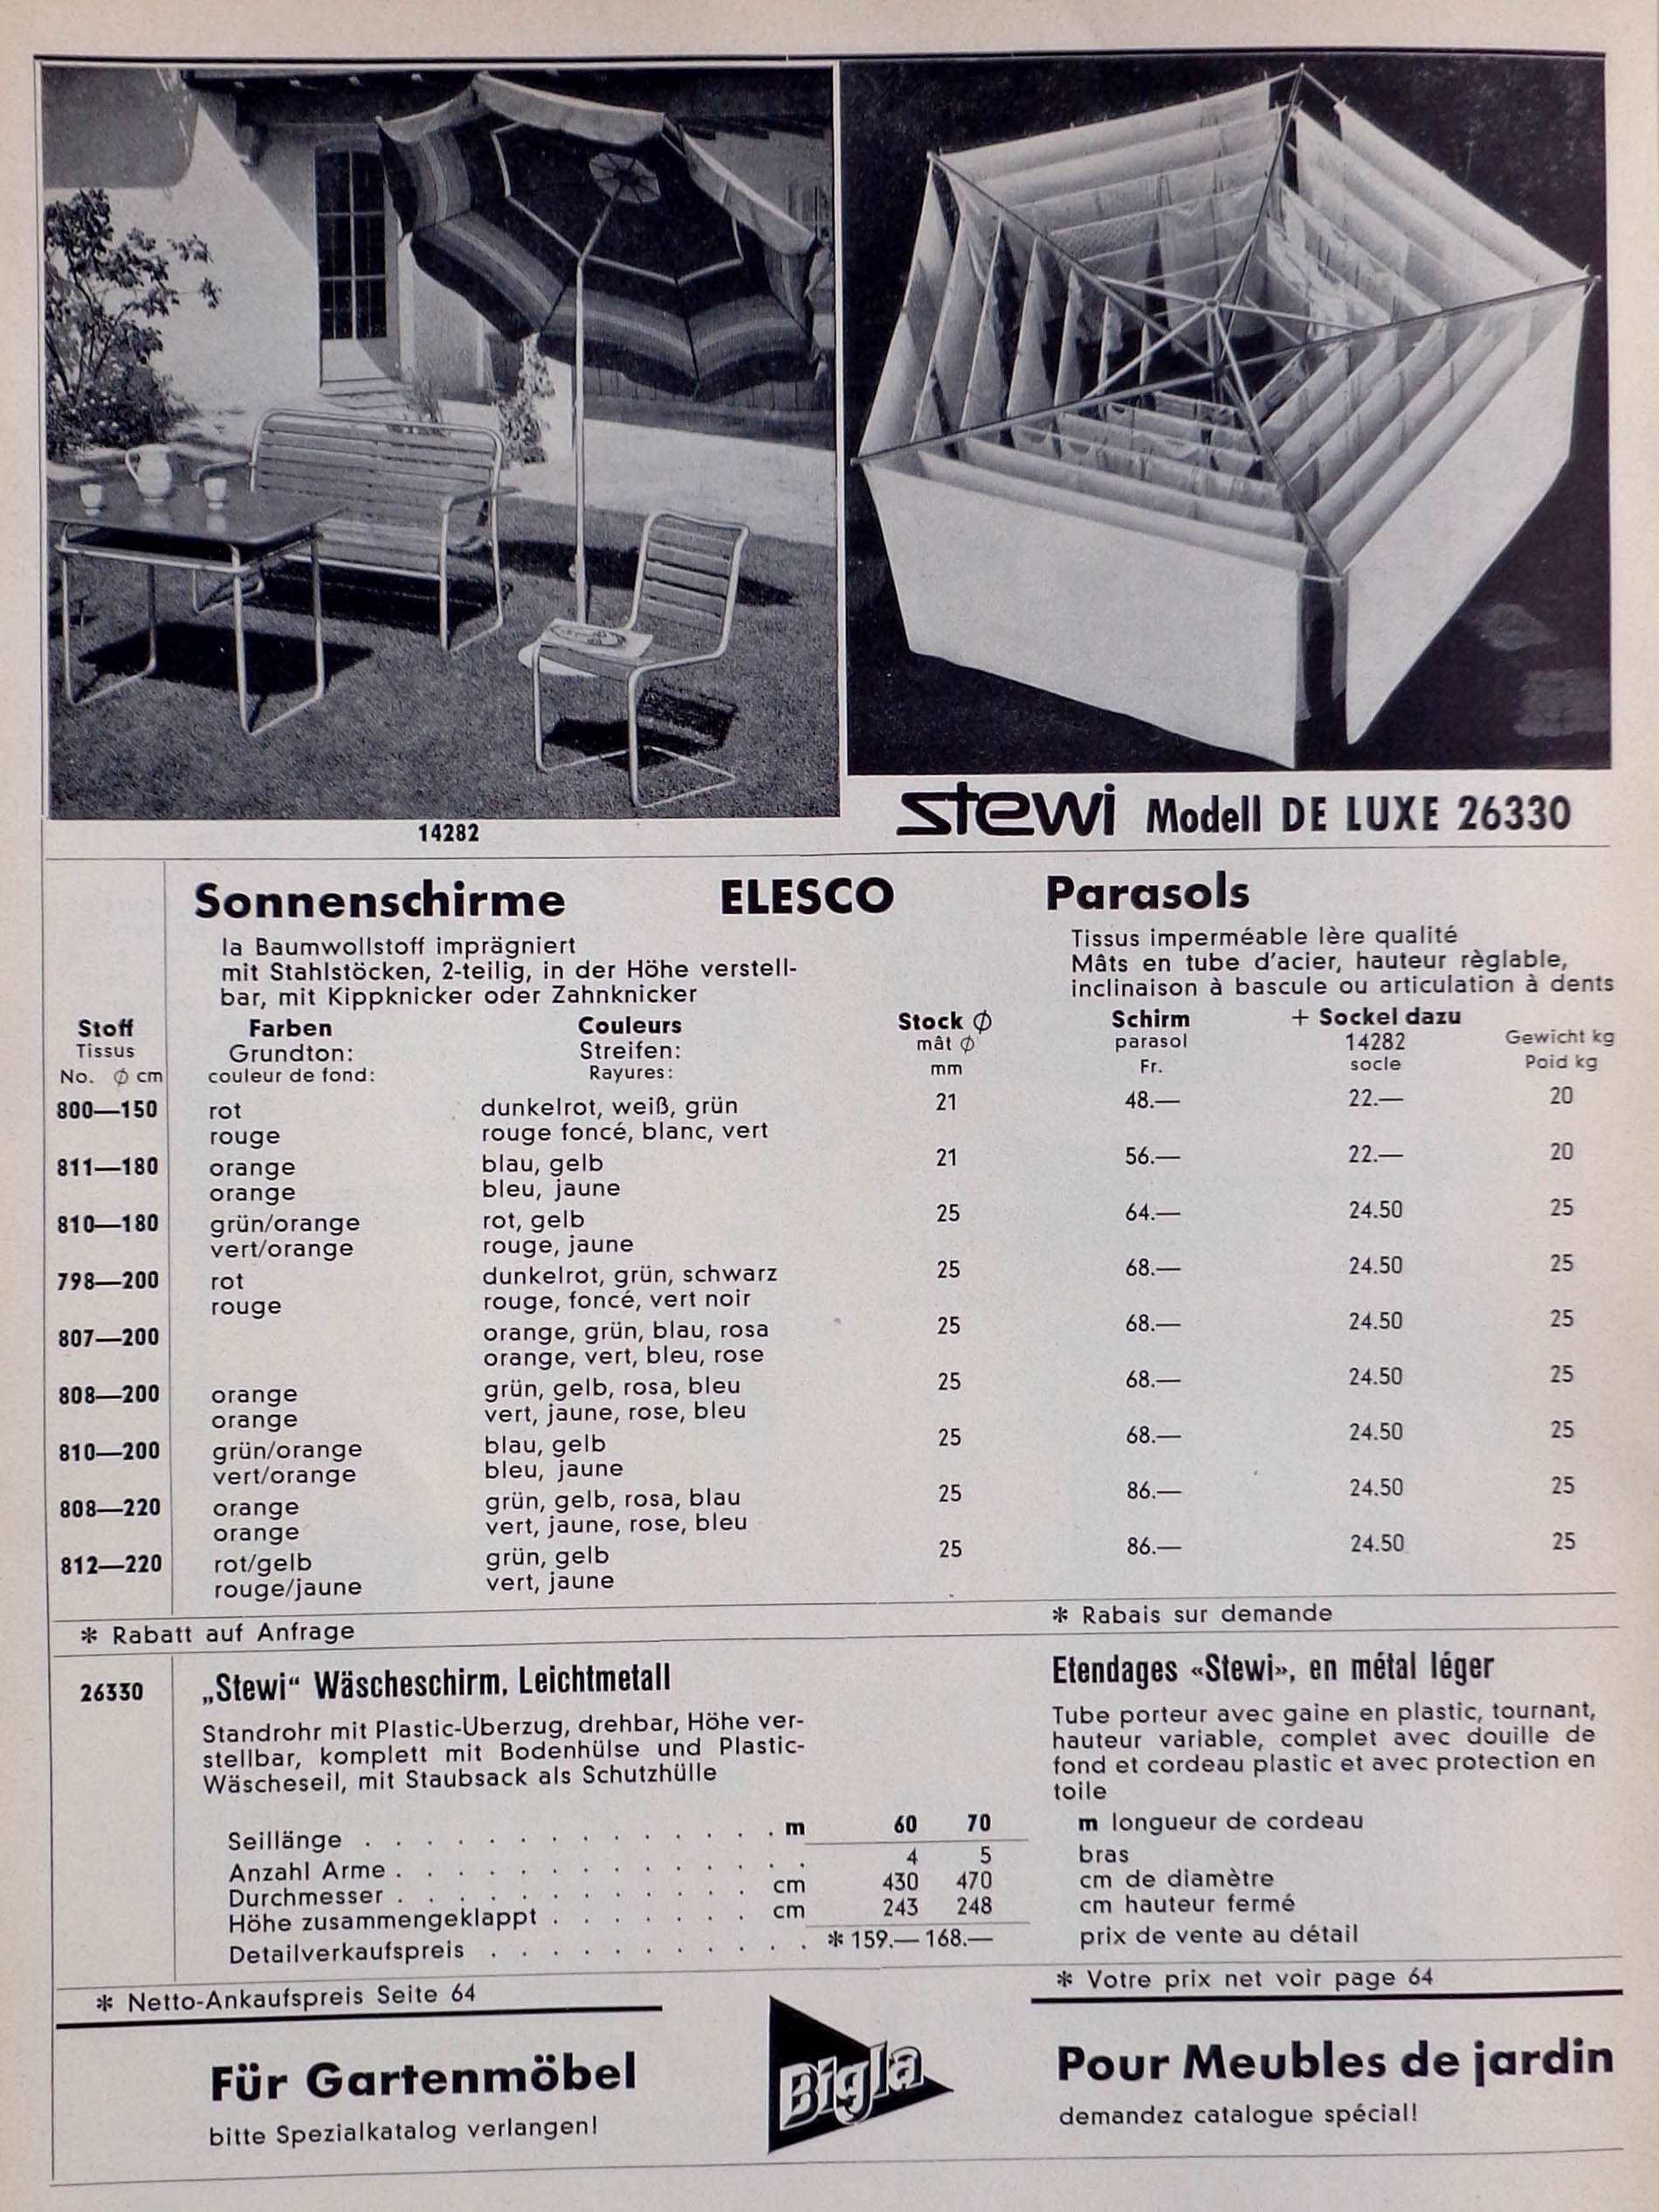 14282
stewi Modell DE LUXE 26330
Sonnenschirme ELESCO Parasols
Ia Baumwollstoff imprägniert
mit Stahlstöcken, 2-teilig, in der Höhe verstell-
bar, mit Kippknicker oder Zahnknicker
Tissus imperméable lère qualité
Mâts en tube d'acier, hauteur règlable,
inclinaison à bascule ou articulation à dents
Stoff Farben Couleurs Stock ∅ Schirm + Sockel dazu
Tissus Grundton: Streifen: mât ∅ parasol 14282 Gewicht kg
No. ∅ cm couleur de fond: Rayures: mm Fr. socle Poid kg
800—150 rot dunkelrot, weiß, grün 21 48.— 22.— 20
rouge rouge foncé, blanc, vert
811—180 orange blau, gelb 21 56.— 22.— 20
orange bleu, jaune
810—180 grün/orange rot, gelb 25 64.— 24.50 25
vert/orange rouge, jaune
798—200 rot dunkelrot, grün, schwarz 25 68.— 24.50 25
rouge rouge, foncé, vert noir
807—200 orange, grün, blau, rosa 25 68.— 24.50 25
orange, vert, bleu, rose
808—200 orange grün, gelb, rosa, bleu 25 68.— 24.50 25
orange vert, jaune, rose, bleu
810—200 grün/orange blau, gelb 25 68.— 24.50 25
vert/orange bleu, jaune
808—220 orange grün, gelb, rosa, blau 25 86.— 24.50 25
orange vert, jaune, rose, bleu
812—220 rot/gelb grün, gelb 25 86.— 24.50 25
rouge/jaune vert, jaune
* Rabatt auf Anfrage * Rabais sur demande
26330 „Stewi“ Wäscheschirm, Leichtmetall
Standrohr mit Plastic-Uberzug, drehbar, Höhe ver-
stellbar, komplett mit Bodenhülse und Plastic-
Wäscheseil, mit Staubsack als Schutzhülle
Etendages «Stewi», en métal léger
Tube porteur avec gaine en plastic, tournant,
hauteur variable, complet avec douille de
fond et cordeau plastic et avec protection en
toile
Seillänge . . . . . . . . . . . . . . m 60 70 m longueur de cordeau
Anzahl Arme . . . . . . . . . . . . . . 4 5 bras
Durchmesser . . . . . . . . . . . . cm 430 470 cm de diamètre
Höhe zusammengeklappt . . . . . . . cm 243 248 cm hauteur fermé
Detailverkaufspreis . . . . . . . . . . . * 159.— 168.— prix de vente au détail
* Netto-Ankaufspreis Seite 64 * Votre prix net voir page 64
Für Gartenmöbel
bitte Spezialkatalog verlangen!
Bigla
Pour Meubles de jardin
demandez catalogue spécial!